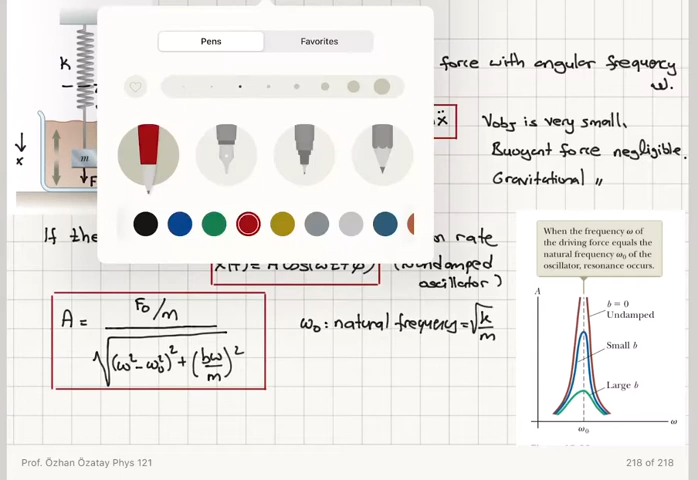 Pens Favorites
k
force with angular frequency
ω.
ẍ
Vobj is very small,
Buoyant force negligible.
Gravitational "
m
x
↓F
If the
rate
x(t) = A cos(ωt + φ) (Undamped
oscillator)
A = F₀/m / √((ω² - ω₀²)² + (bω/m)²)
ω₀ : natural frequency = √k/m
When the frequency ω of
the driving force equals the
natural frequency ω₀ of the
oscillator, resonance occurs.
A
b = 0
Undamped
Small b
Large b
ω
ω₀
Prof. Özhan Özatay Phys 121
218 of 218